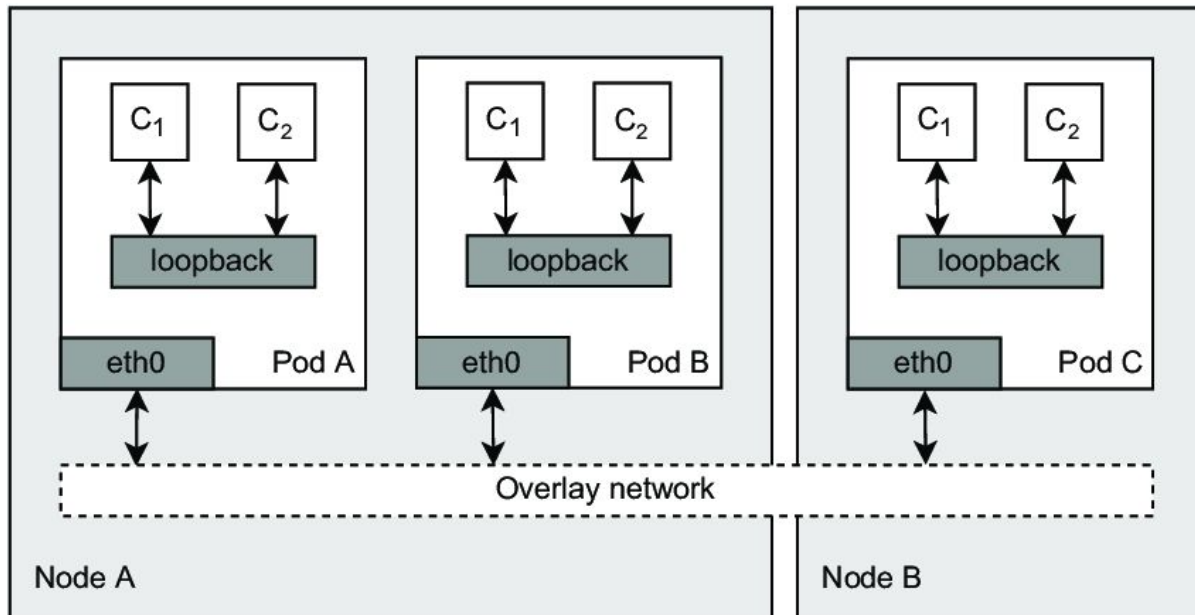 C1 C2
C1 C2
C1 C2
loopback
loopback
loopback
eth0 Pod A
eth0 Pod B
eth0 Pod C
Overlay network
Node A
Node B